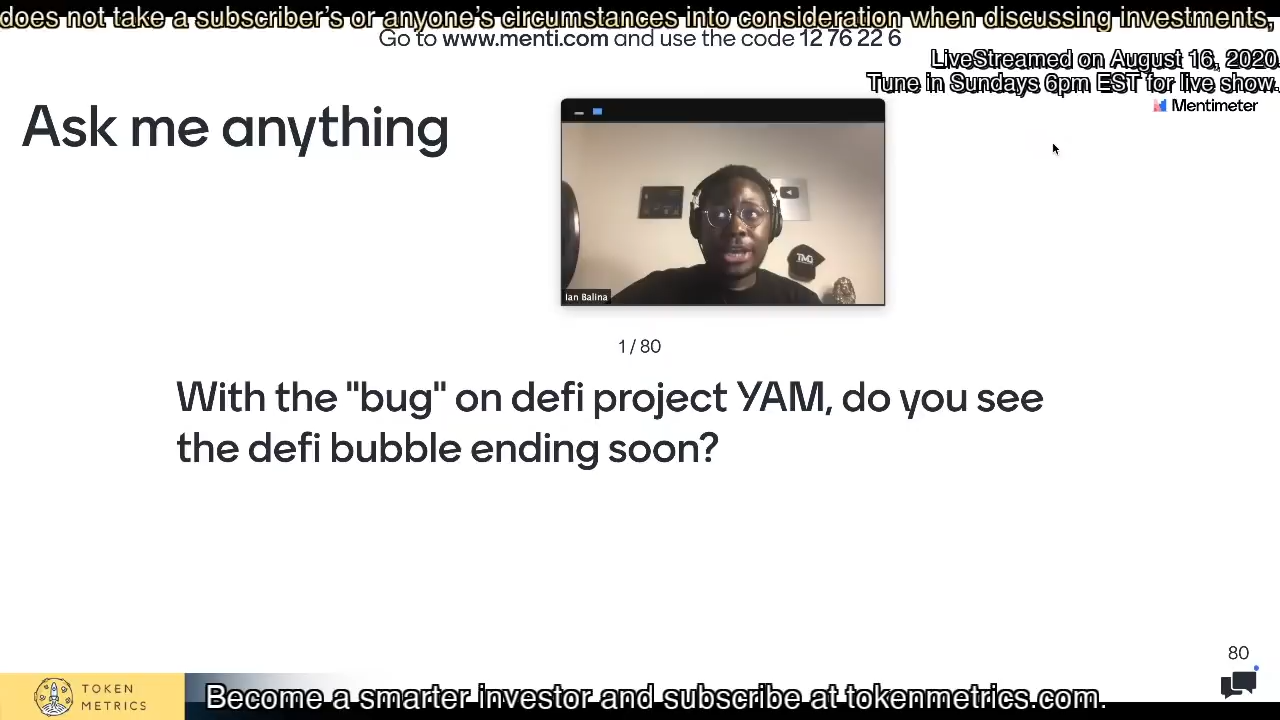 does not take a subscriber's or anyone's circumstances into consideration when discussing investments,
Go to www.menti.com and use the code 12 76 22 6
LiveStreamed on August 16, 2020.
Tune in Sundays 6pm EST for live show.
Mentimeter
Ask me anything
Ian Balina
1 / 80
With the "bug" on defi project YAM, do you see
the defi bubble ending soon?
80
TOKEN
METRICS
Become a smarter investor and subscribe at tokenmetrics.com.